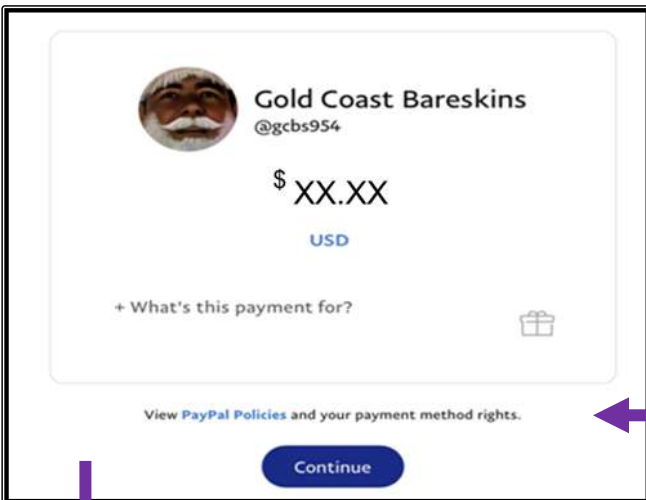 Gold Coast Bareskins
@gcbs954
$ XX.XX
USD
+ What's this payment for?
View PayPal Policies and your payment method rights.
Continue